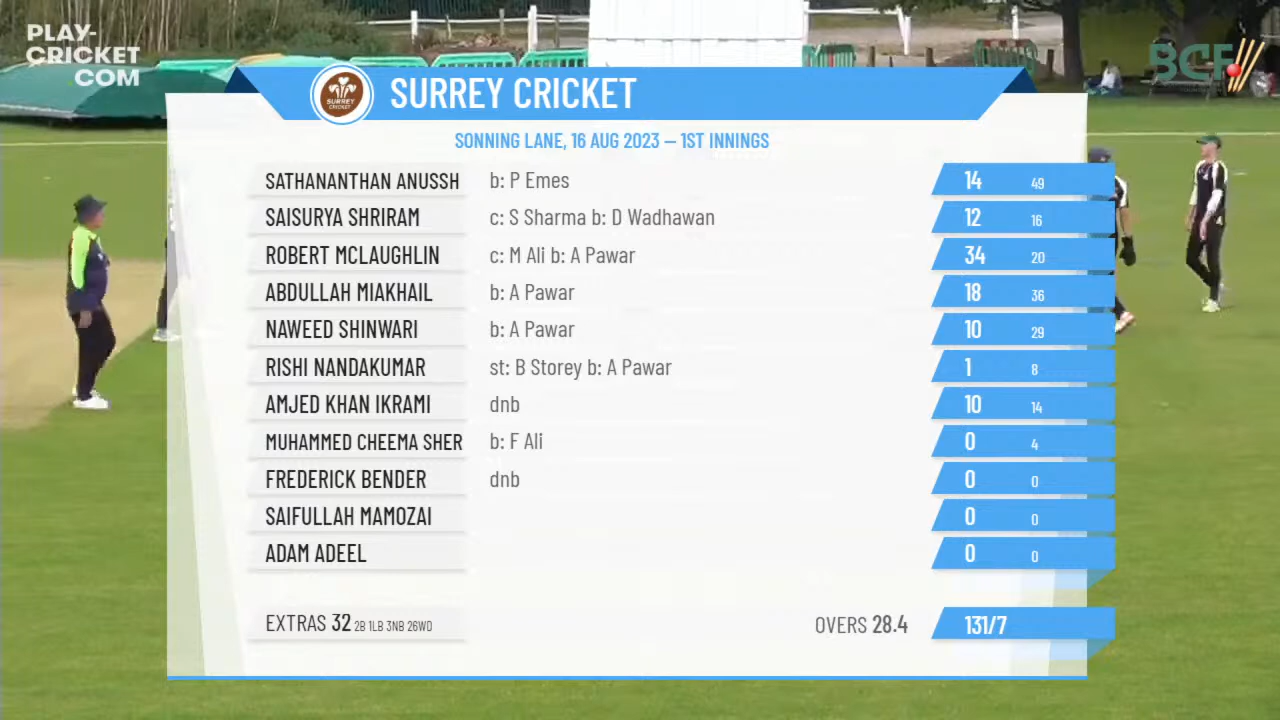 PLAY-
CRICKET
COM
BCF
SURREY CRICKET
SURREY
CRICKET
SONNING LANE, 16 AUG 2023 – 1ST INNINGS
SATHANANTHAN ANUSSH b: P Emes 14 49
SAISURYA SHRIRAM c: S Sharma b: D Wadhawan 12 16
ROBERT MCLAUGHLIN c: M Ali b: A Pawar 34 20
ABDULLAH MIAKHAIL b: A Pawar 18 36
NAWEED SHINWARI b: A Pawar 10 29
RISHI NANDAKUMAR st: B Storey b: A Pawar 1 8
AMJED KHAN IKRAMI dnb 10 14
MUHAMMED CHEEMA SHER b: F Ali 0 4
FREDERICK BENDER dnb 0 0
SAIFULLAH MAMOZAI 0 0
ADAM ADEEL 0 0
EXTRAS 32 2B 1LB 3NB 26WD OVERS 28.4 131/7